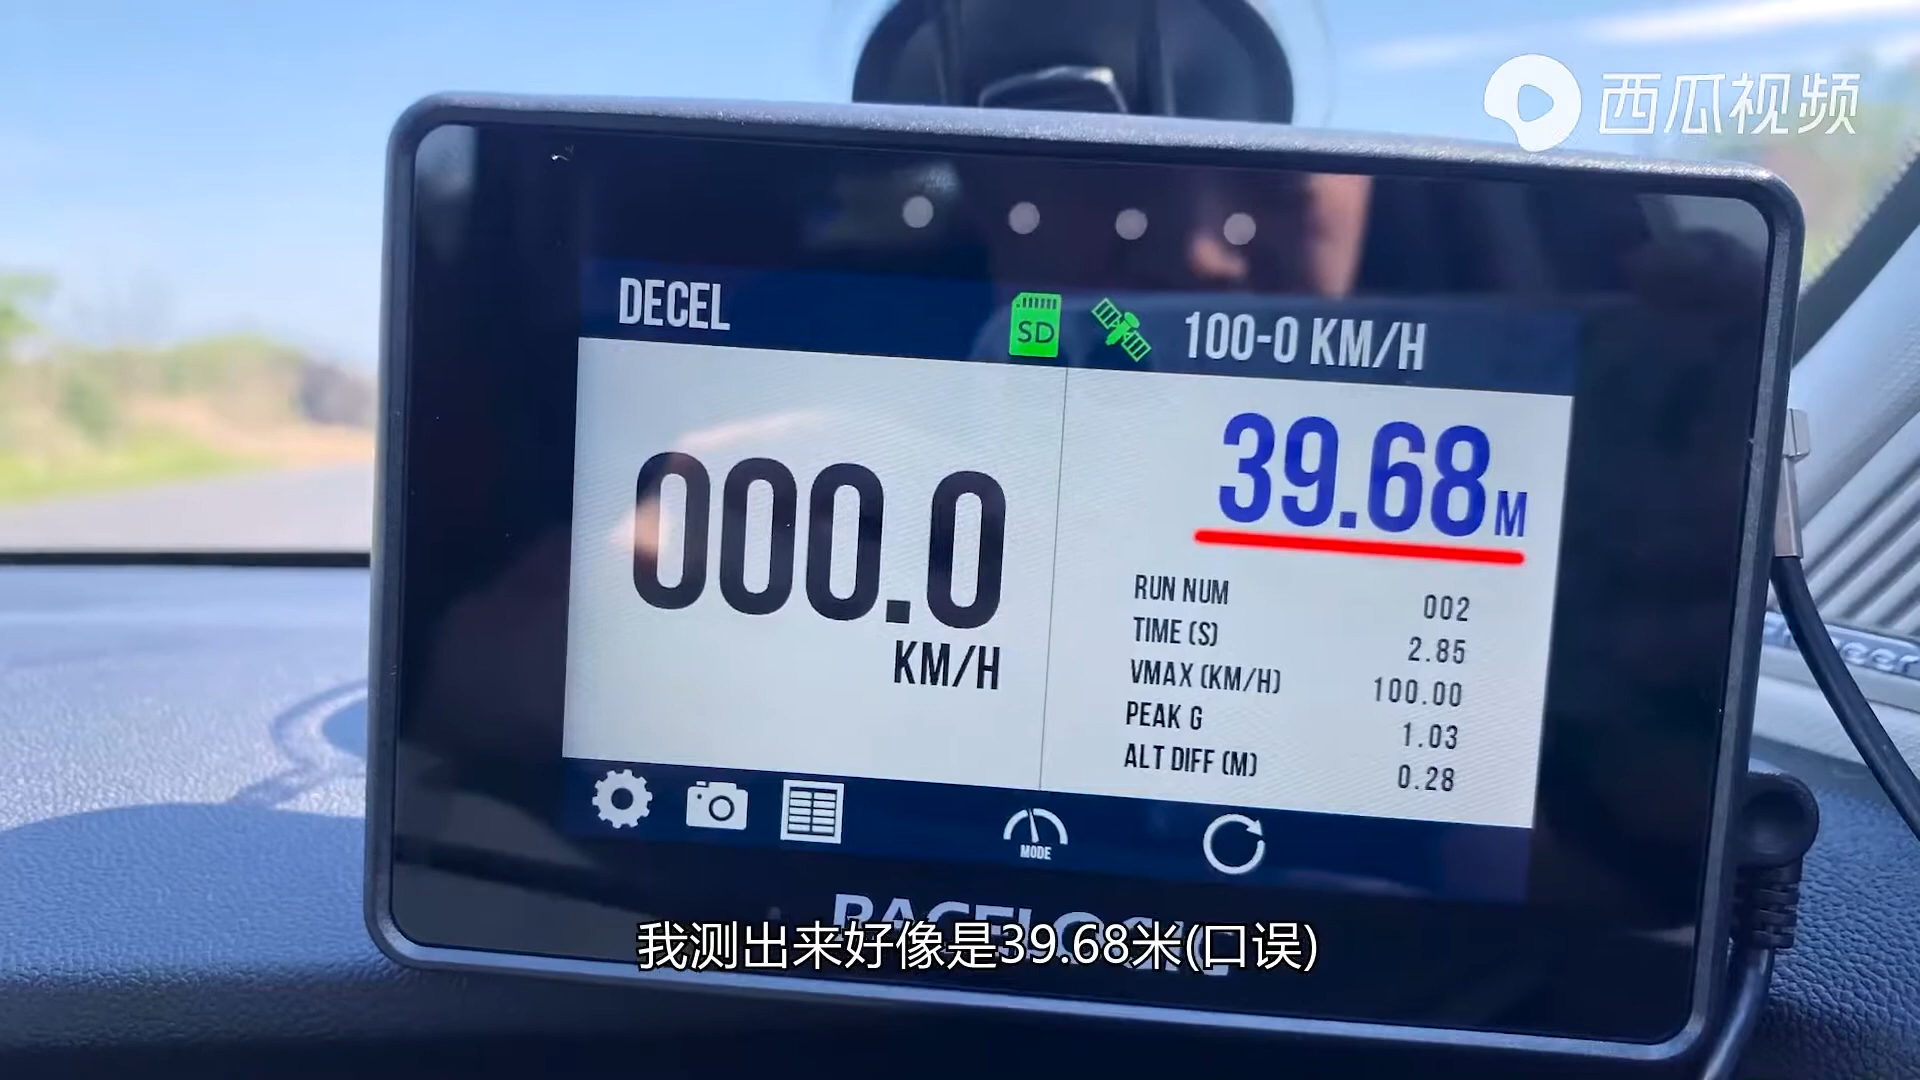 西瓜视频
DECEL
SD
100-0 KM/H
39.68M
000.0
KM/H
RUN NUM 002
TIME (S) 2.85
VMAX (KM/H) 100.00
PEAK G 1.03
ALT DIFF (M) 0.28
MODE
RACELOGIC
我测出来好像是39.68米(口误)